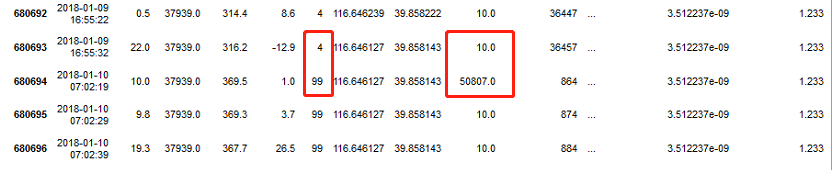 680692 2018-01-09 16:55:22 0.5 37939.0 314.4 8.6 4 116.646239 39.858222 10.0 36447 ... 3.512237e-09 1.233
680693 2018-01-09 16:55:32 22.0 37939.0 316.2 -12.9 4 116.646127 39.858143 10.0 36457 ... 3.512237e-09 1.233
680694 2018-01-10 07:02:19 10.0 37939.0 369.5 1.0 99 116.646127 39.858143 50807.0 864 ... 3.512237e-09 1.233
680695 2018-01-10 07:02:29 9.8 37939.0 369.3 3.7 99 116.646127 39.858143 10.0 874 ... 3.512237e-09 1.233
680696 2018-01-10 07:02:39 19.3 37939.0 367.7 26.5 99 116.646127 39.858143 10.0 884 ... 3.512237e-09 1.233